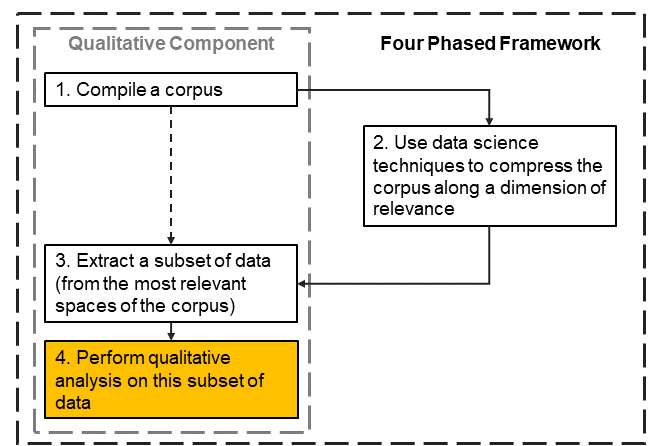 Qualitative Component
Four Phased Framework
1. Compile a corpus
2. Use data science
techniques to compress the
corpus along a dimension of
relevance
3. Extract a subset of data
(from the most relevant
spaces of the corpus)
4. Perform qualitative
analysis on this subset of
data